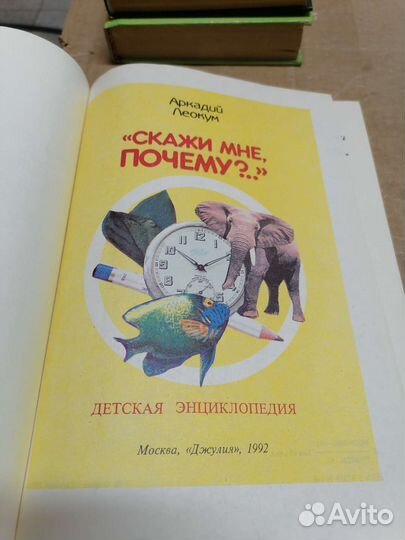 Аркадий
Леокум
«СКАЖИ МНЕ,
ПОЧЕМУ?..»
ДЕТСКАЯ ЭНЦИКЛОПЕДИЯ
Москва, «Джулия», 1992
Avito